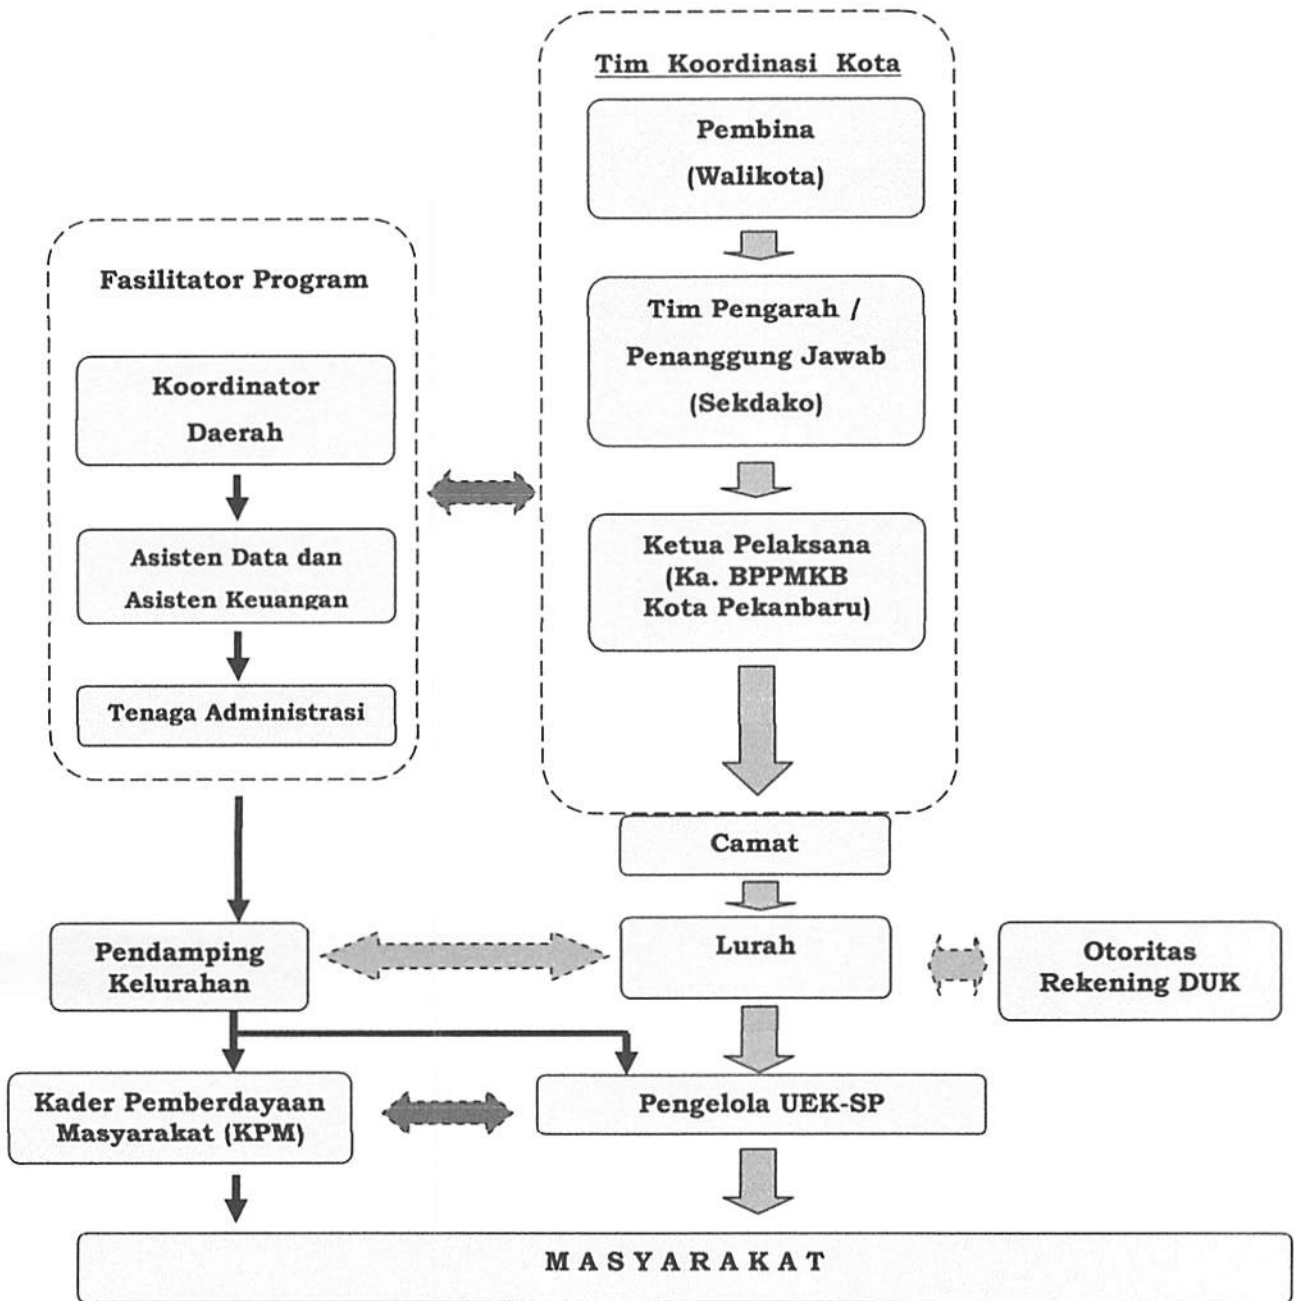 Tim Koordinasi Kota
Pembina
(Walikota)
Tim Pengarah /
Penanggung Jawab
(Sekdako)
Ketua Pelaksana
(Ka. BPPMKB
Kota Pekanbaru)
Fasilitator Program
Koordinator
Daerah
Asisten Data dan
Asisten Keuangan
Tenaga Administrasi
Camat
Pendamping
Kelurahan
Lurah
Otoritas
Rekening DUK
Kader Pemberdayaan
Masyarakat (KPM)
Pengelola UEK-SP
MASYARAKAT